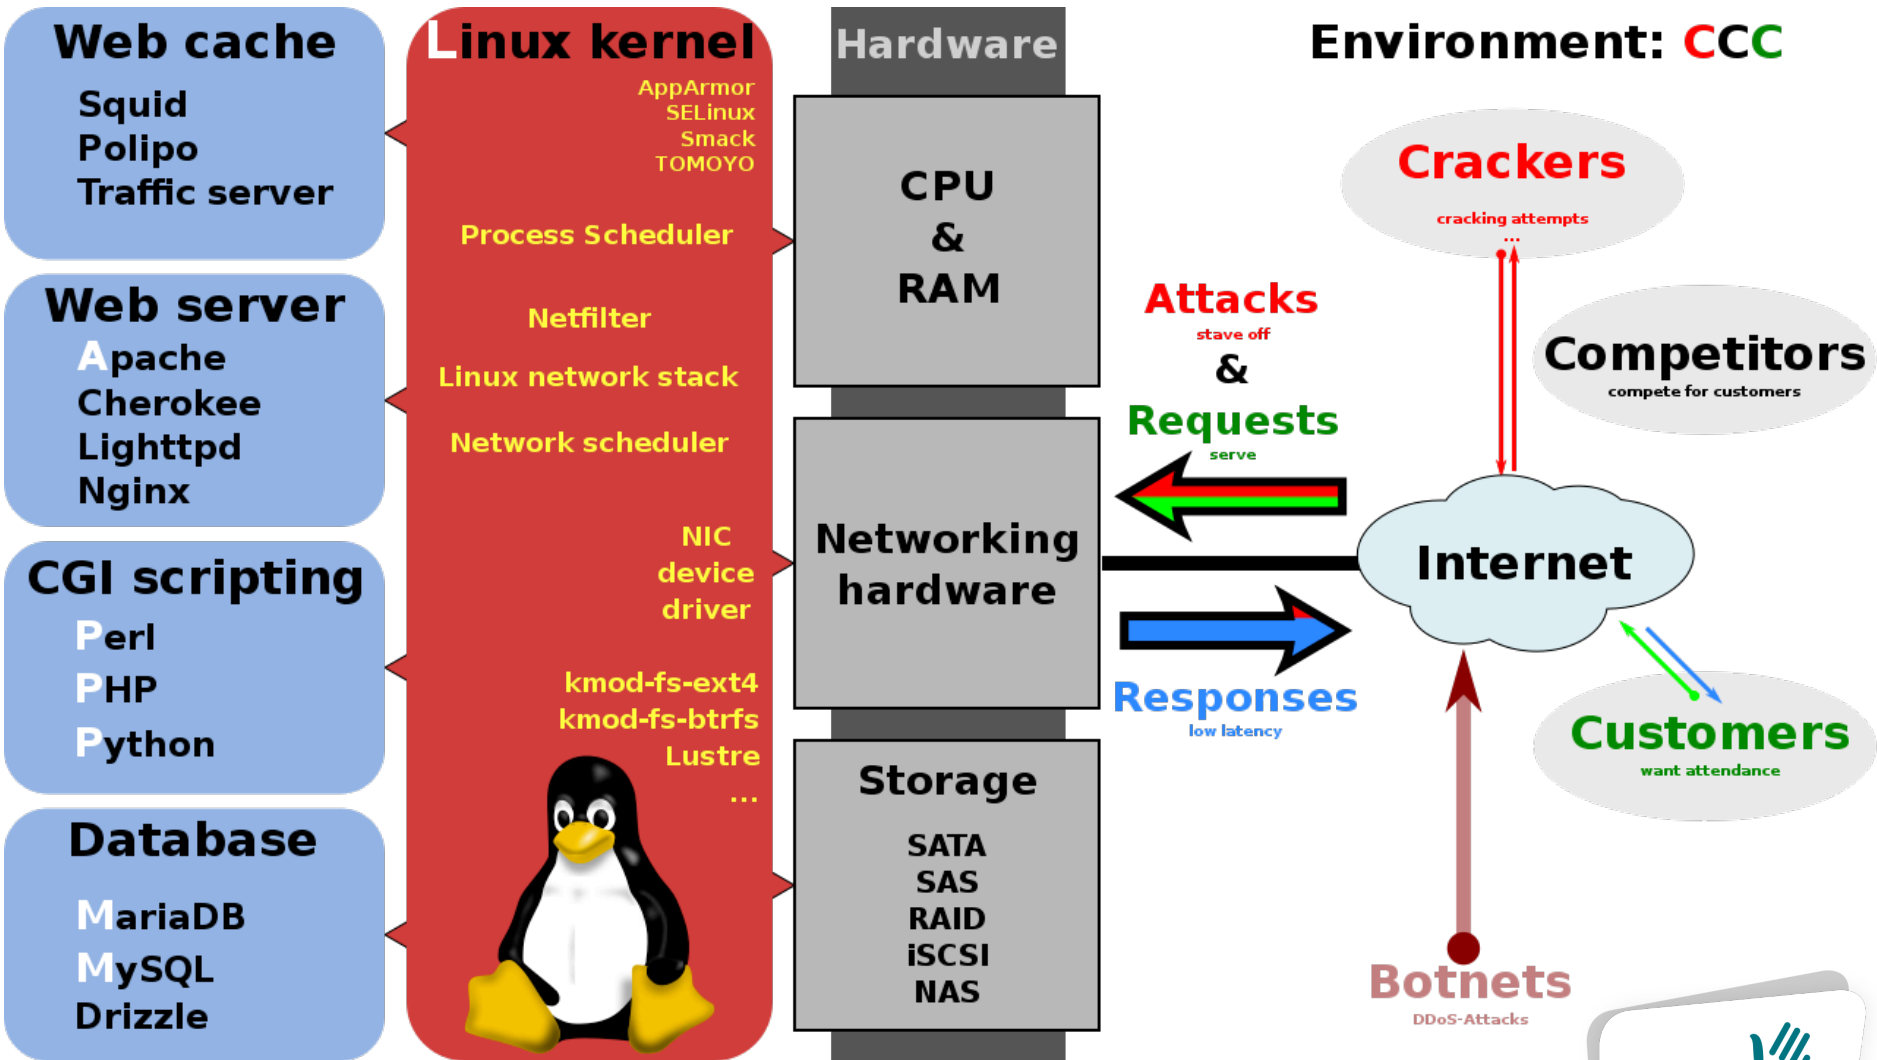 Web cache
Squid
Polipo
Traffic server
Web server
Apache
Cherokee
Lighttpd
Nginx
CGI scripting
Perl
PHP
Python
Database
MariaDB
MySQL
Drizzle
Linux kernel
AppArmor
SELinux
Smack
TOMOYO
Process Scheduler
Netfilter
Linux network stack
Network scheduler
NIC
device
driver
kmod-fs-ext4
kmod-fs-btrfs
Lustre
...
Hardware
CPU
&
RAM
Networking
hardware
Storage
SATA
SAS
RAID
iSCSI
NAS
Attacks
stave off
&
Requests
serve
Responses
low latency
Environment: CCC
Crackers
cracking attempts
...
Competitors
compete for customers
Internet
Customers
want attendance
Botnets
DDoS-Attacks